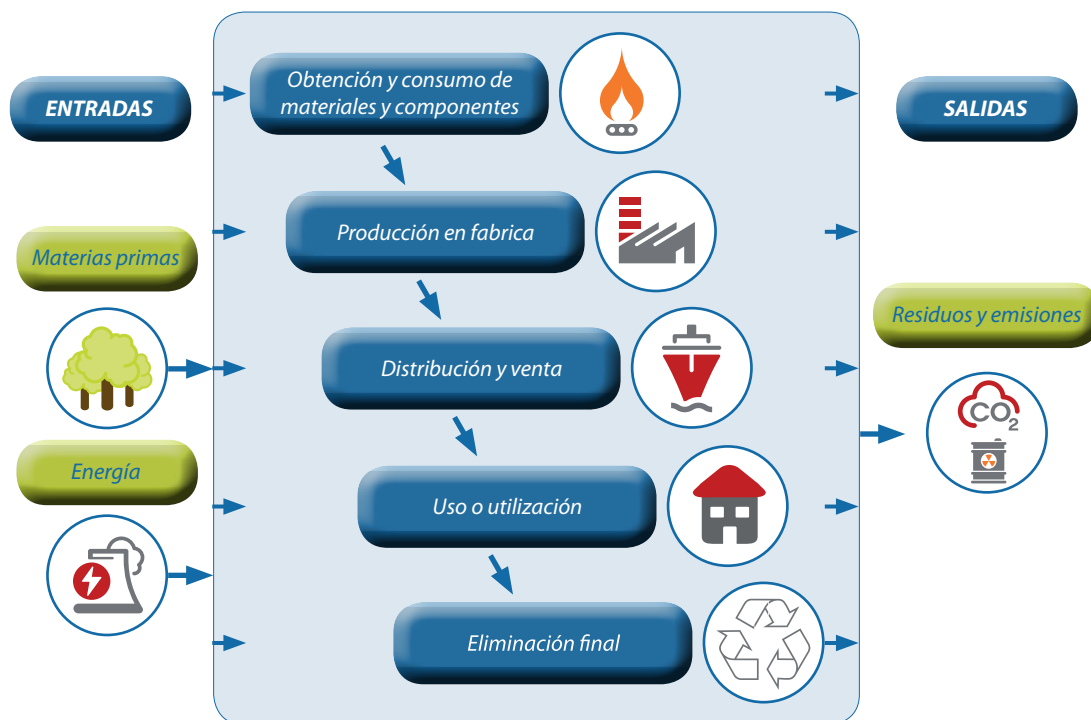 ENTRADAS
Materias primas
Energía
Obtención y consumo de
materiales y componentes
Producción en fabrica
Distribución y venta
Uso o utilización
Eliminación final
SALIDAS
Residuos y emisiones
CO2